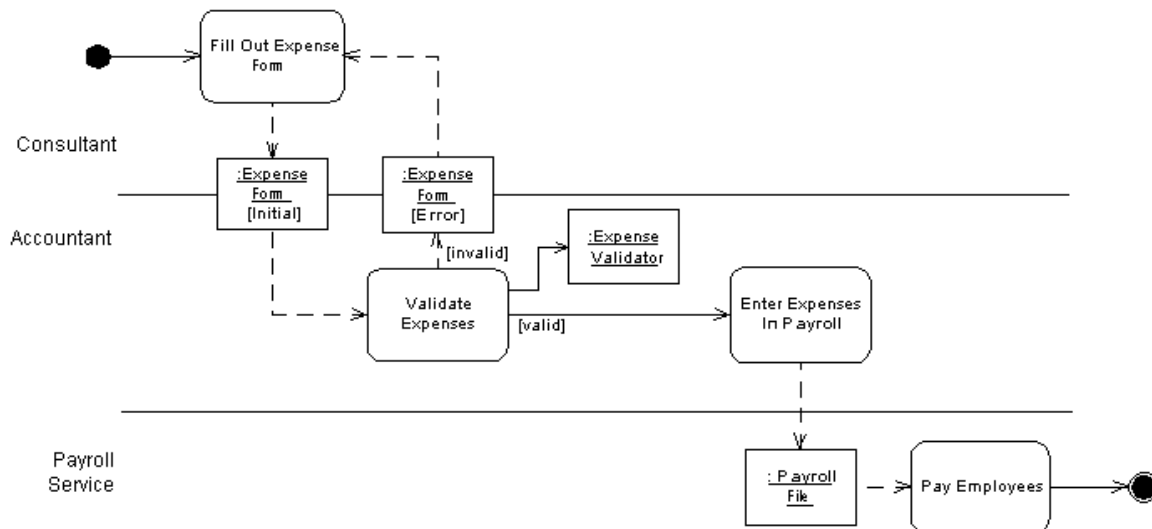 Fill Out Expense
Form
Consultant
:Expense
Form
[Initial]
:Expense
Form
[Error]
Accountant
[invalid]
:Expense
Validator
Validate
Expenses
[valid]
Enter Expenses
In Payroll
Payroll
Service
: Payroll
File
Pay Employees